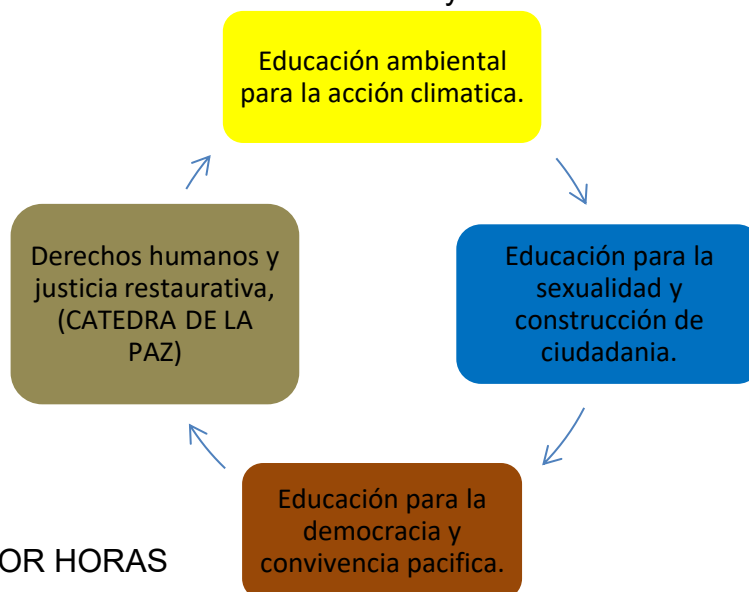 y
Educación ambiental
para la acción climatica.
Educación para la
sexualidad y
construcción de
ciudadania.
Educación para la
democracia y
convivencia pacifica.
Derechos humanos y
justicia restaurativa,
(CATEDRA DE LA
PAZ)
OR HORAS